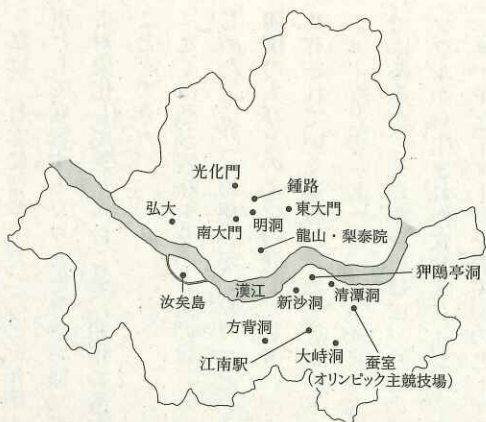 光化門
鍾路
弘大
東大門
南大門
明洞
龍山・梨泰院
狎鴎亭洞
漢江
清潭洞
汝矣島
新沙洞
方背洞
江南駅
大峙洞
蚕室
(オリンピック主競技場)